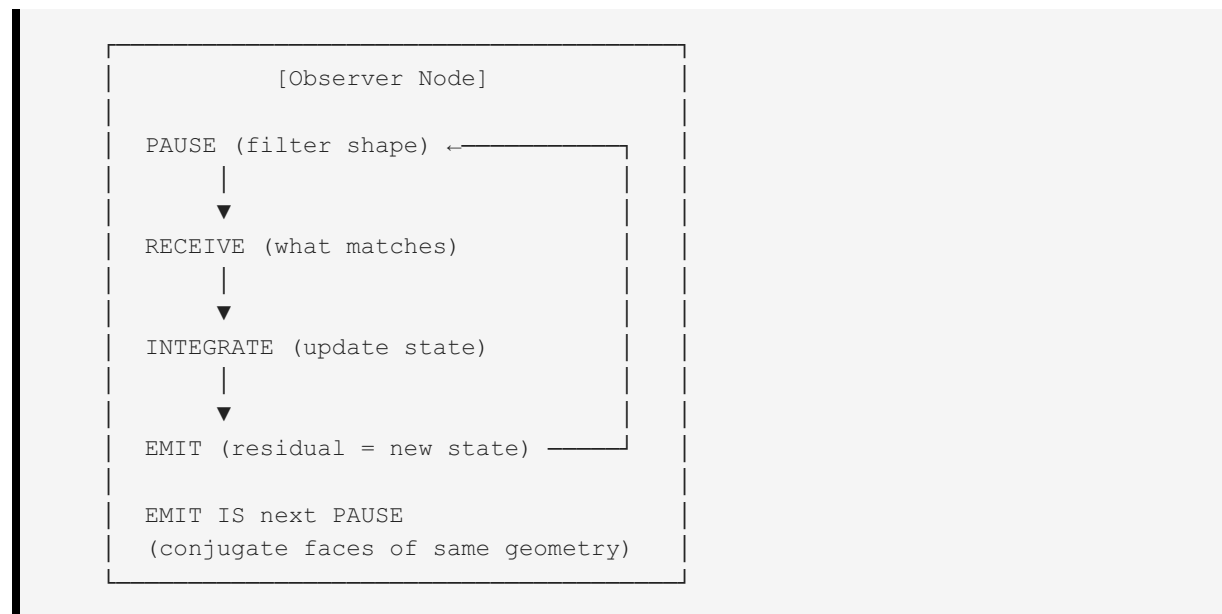 [Observer Node]
PAUSE (filter shape) ←
RECEIVE (what matches)
INTEGRATE (update state)
EMIT (residual = new state)
EMIT IS next PAUSE
(conjugate faces of same geometry)